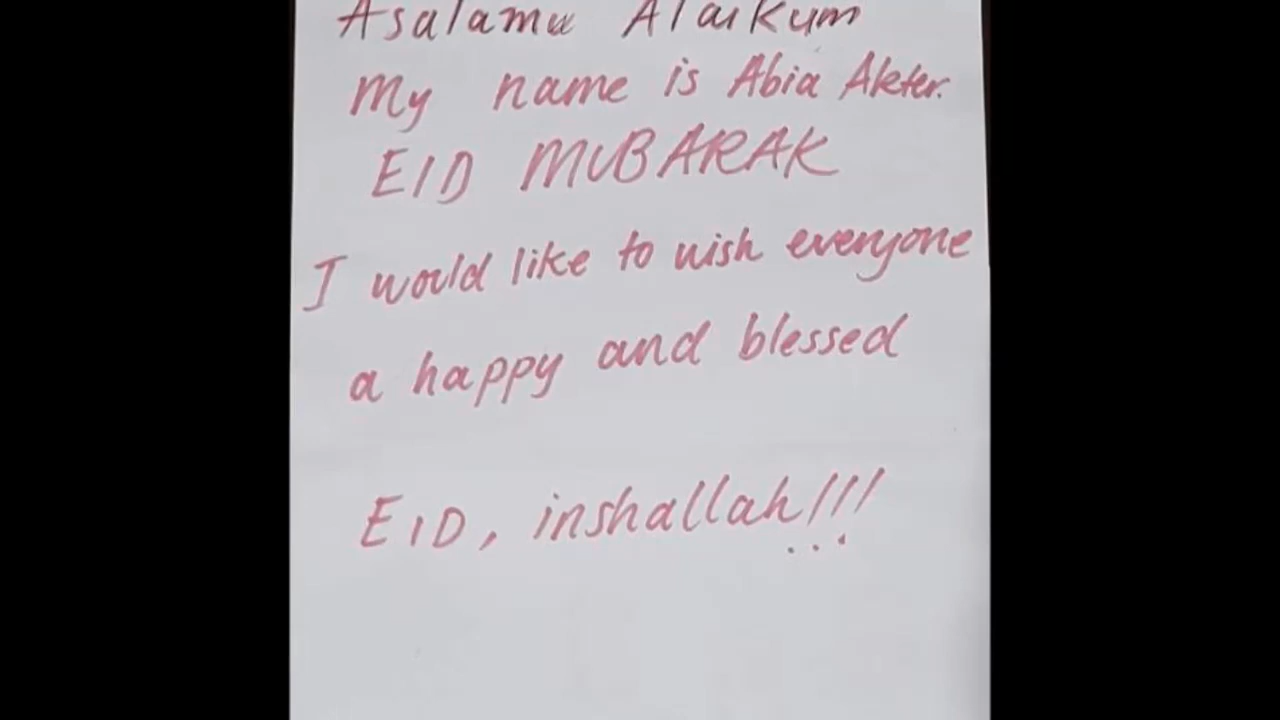 Asalamu Alaikum
My name is Abia Akter.
EID MUBARAK
I would like to wish everyone
a happy and blessed
EID, inshallah!!!